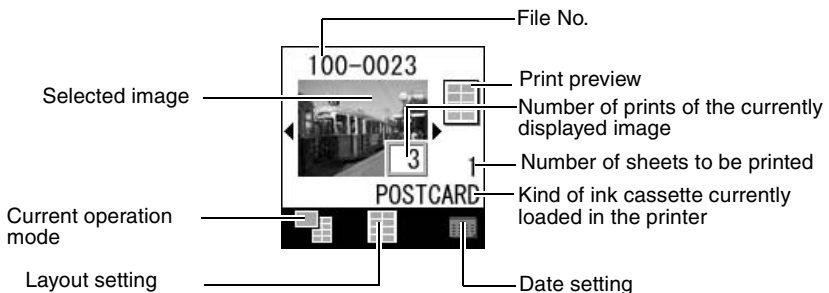 File No.
100-0023
Selected image
Print preview
Number of prints of the currently
displayed image
3
1
Number of sheets to be printed
POSTCARD
Kind of ink cassette currently
loaded in the printer
Current operation
mode
Layout setting
Date setting